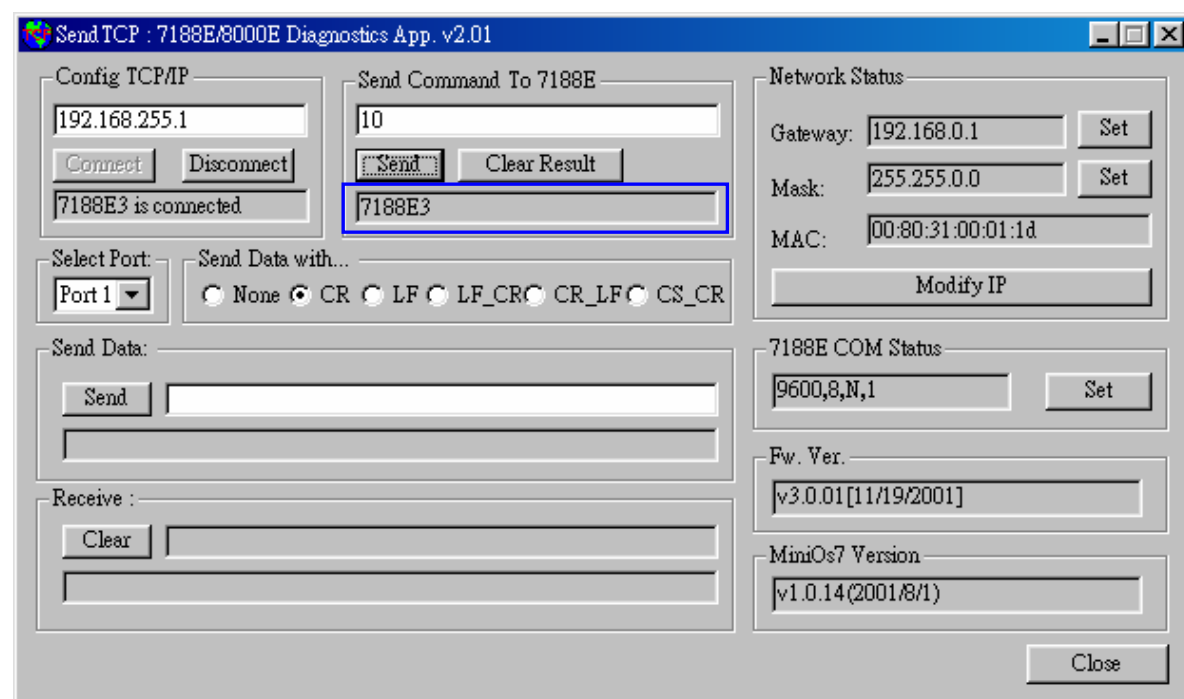 SendTCP : 7188E/8000E Diagnostics App. v2.01
Config TCP/IP
192.168.255.1
Connect Disconnect
7188E3 is connected
Send Command To 7188E
10
Send Clear Result
7188E3
Network Status
Gateway: 192.168.0.1 Set
Mask: 255.255.0.0 Set
MAC: 00:80:31:00:01:1d
Modify IP
Select Port:
Port 1
Send Data with...
None CR LF LF_CR CR_LF CS_CR
Send Data:
Send
7188E COM Status
9600,8,N,1 Set
Receive :
Clear
Fw. Ver.
v3.0.01[11/19/2001]
MiniOs7 Version
v1.0.14(2001/8/1)
Close